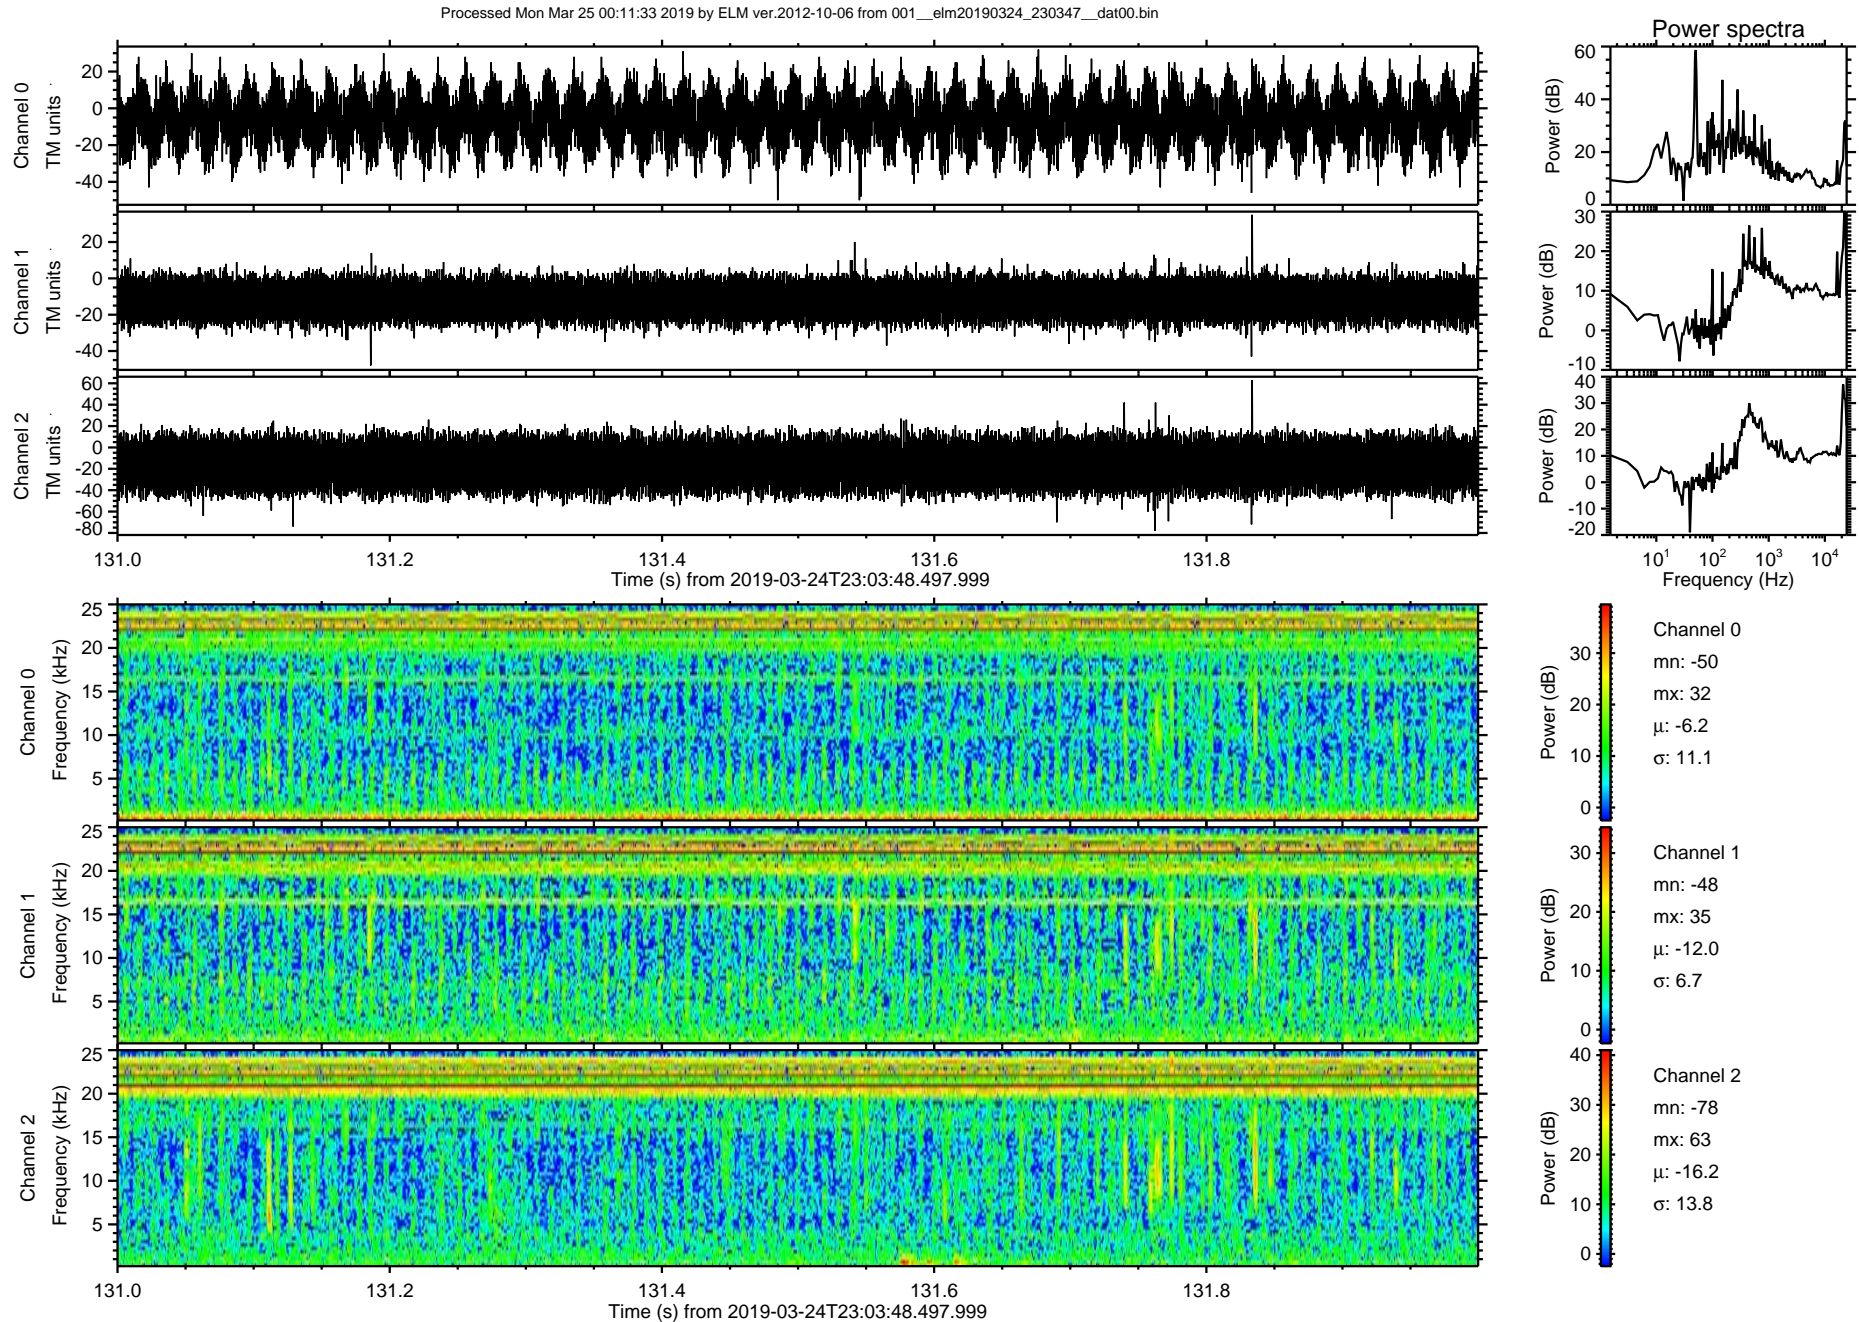 Processed Mon Mar 25 00:11:33 2019 by ELM ver.2012-10-06 from 001__elm20190324_230347__dat00.bin
Power spectra
Channel 0
TM units
20
0
-20
-40
Power (dB)
60
40
20
0
Channel 1
TM units
20
0
-20
-40
Power (dB)
30
20
10
0
-10
Channel 2
TM units
60
40
20
0
-20
-40
-60
-80
Power (dB)
40
30
20
10
0
-10
-20
131.0 131.2 131.4 131.6 131.8
Time (s) from 2019-03-24T23:03:48.497.999
10^1 10^2 10^3 10^4
Frequency (Hz)
Channel 0
Frequency (kHz)
25
20
15
10
5
Power (dB)
30
20
10
0
Channel 0
mn: -50
mx: 32
μ: -6.2
σ: 11.1
Channel 1
Frequency (kHz)
25
20
15
10
5
Power (dB)
30
20
10
0
Channel 1
mn: -48
mx: 35
μ: -12.0
σ: 6.7
Channel 2
Frequency (kHz)
25
20
15
10
5
Power (dB)
40
30
20
10
0
Channel 2
mn: -78
mx: 63
μ: -16.2
σ: 13.8
131.0 131.2 131.4 131.6 131.8
Time (s) from 2019-03-24T23:03:48.497.999